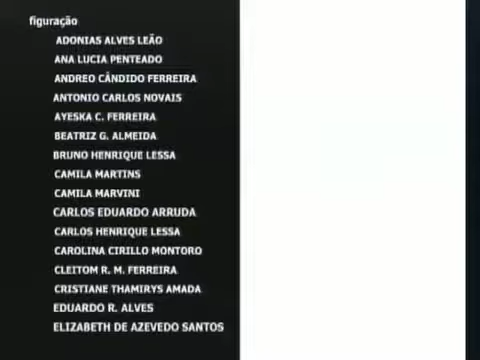 figuração
ADONIAS ALVES LEÃO
ANA LUCIA PENTEADO
ANDREO CÂNDIDO FERREIRA
ANTONIO CARLOS NOVAIS
AYESKA C. FERREIRA
BEATRIZ G. ALMEIDA
BRUNO HENRIQUE LESSA
CAMILA MARTINS
CAMILA MARVINI
CARLOS EDUARDO ARRUDA
CARLOS HENRIQUE LESSA
CAROLINA CIRILLO MONTORO
CLEITOM R. M. FERREIRA
CRISTIANE THAMIRYS AMADA
EDUARDO R. ALVES
ELIZABETH DE AZEVEDO SANTOS